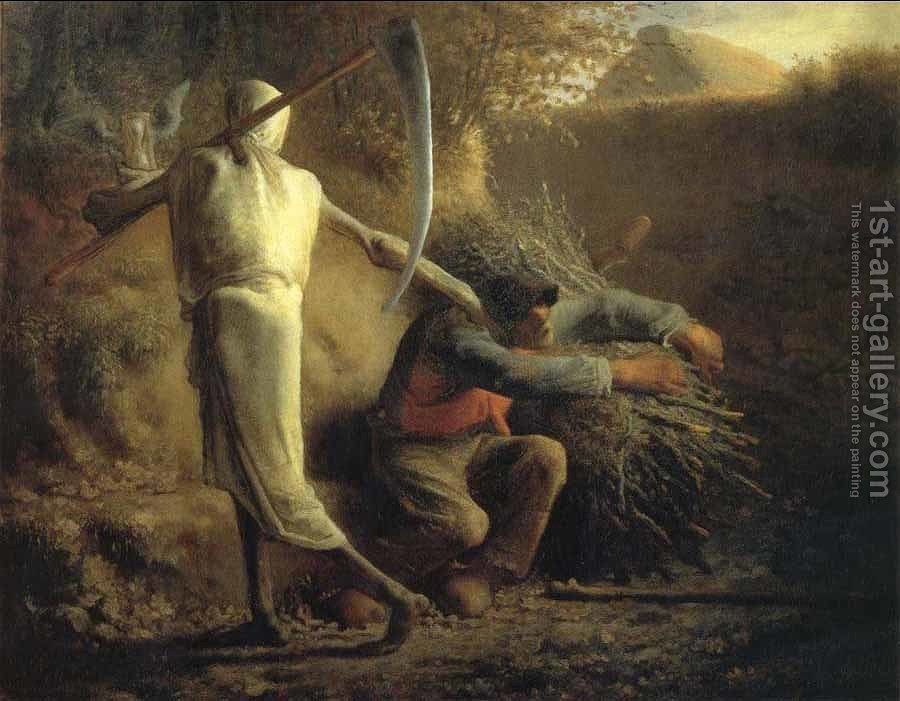 1st-art-gallery.com
This watermark does not appear on the painting